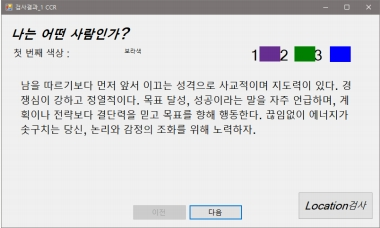 검사결과_1 CCR
나는 어떤 사람인가?
첫 번째 색상 : 보라색
1 2 3
남을 따르기보다 먼저 앞서 이끄는 성격으로 사교적이며 지도력이 있다. 경
쟁심이 강하고 정열적이다. 목표 달성, 성공이라는 말을 자주 언급하며, 계
획이나 전략보다 결단력을 믿고 목표를 향해 행동한다. 끊임없이 에너지가
솟구치는 당신, 논리와 감정의 조화를 위해 노력하자.
Location검사
이전 다음